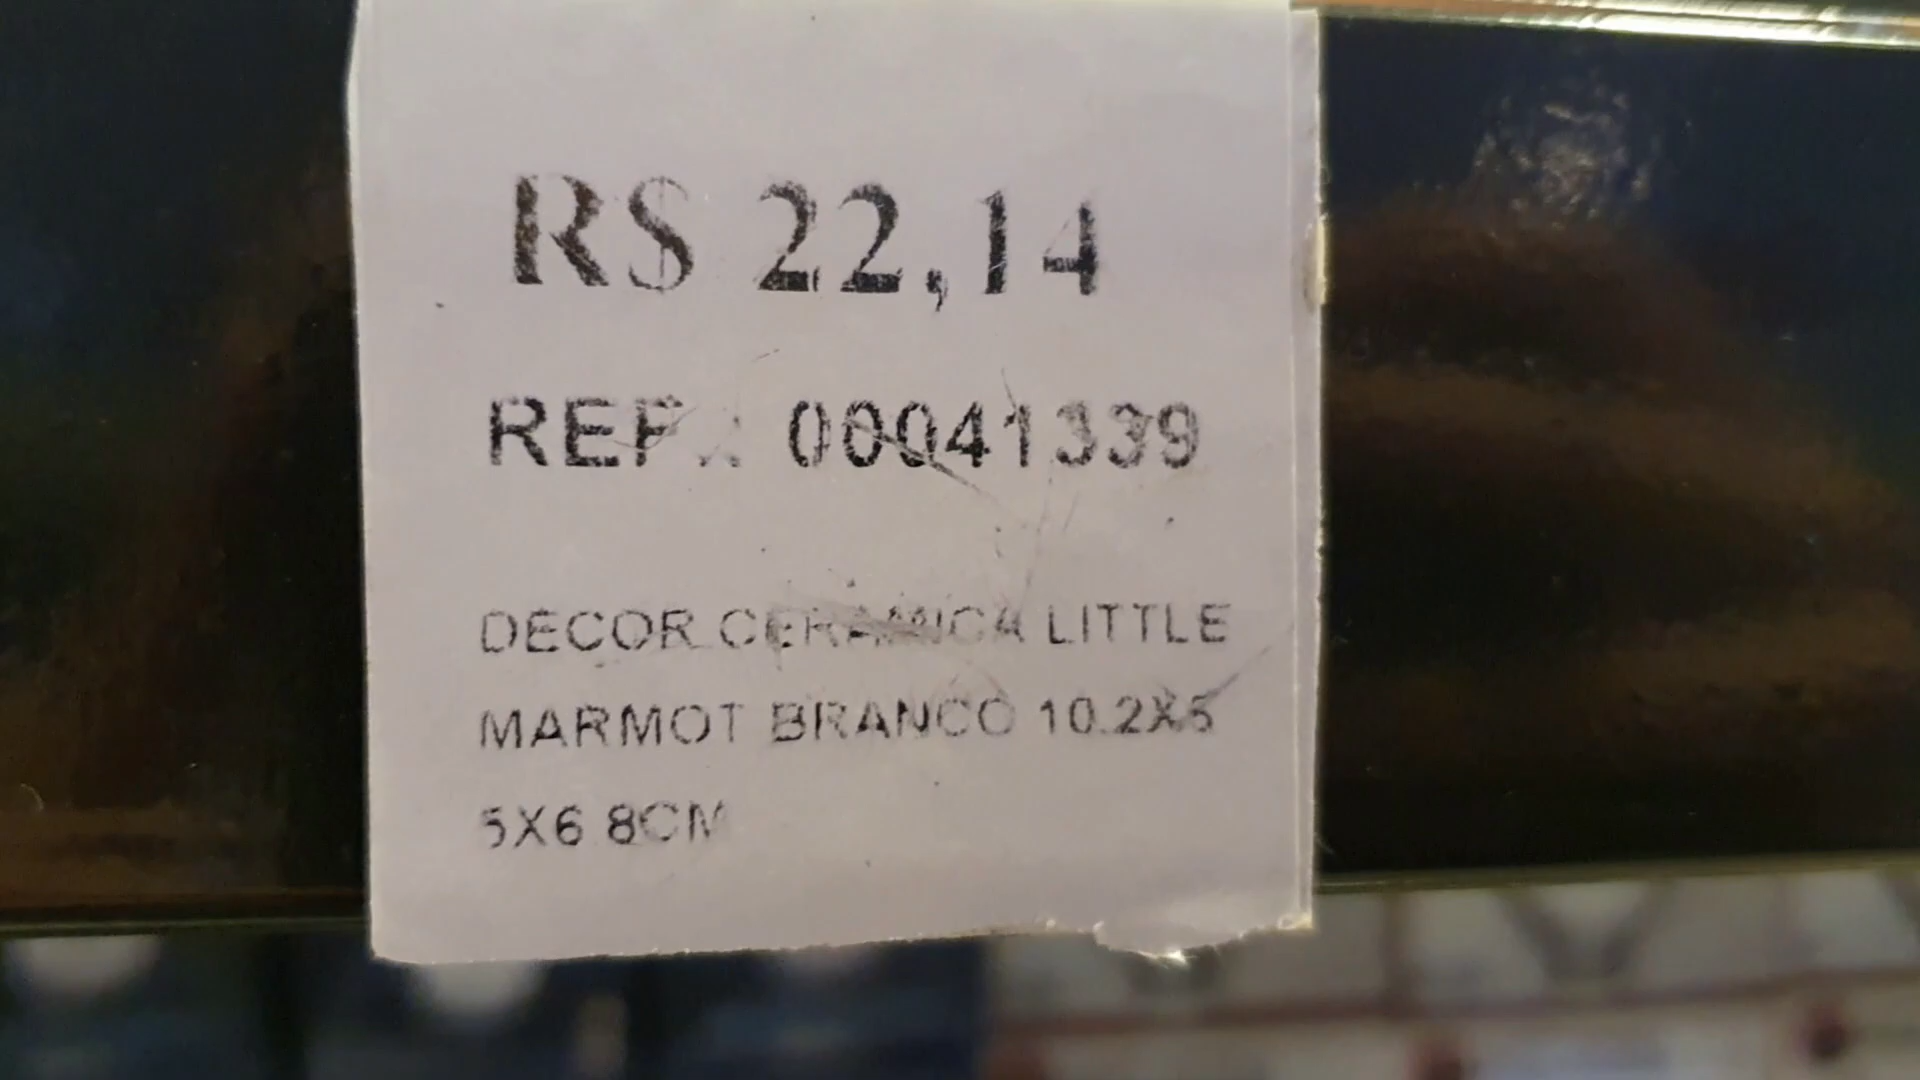 R$ 22,14
REF.: 00041339
DECOR CERAMICA LITTLE
MARMOT BRANCO 10.2X5
5X6.8CM